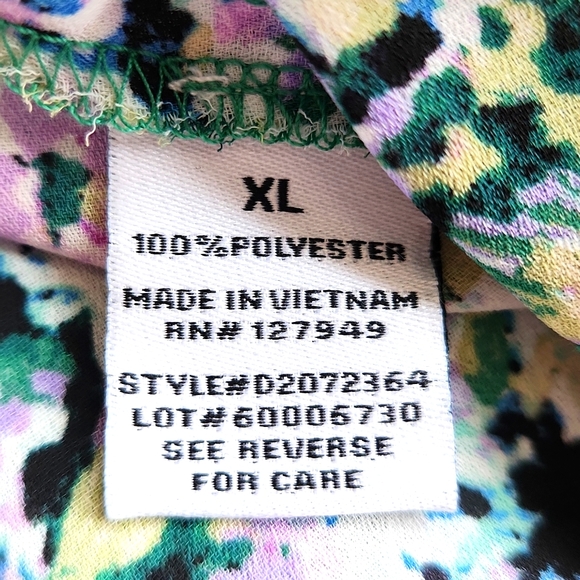 XL
100%POLYESTER
MADE IN VIETNAM
RN# 127949
STYLE#D2072364
LOT#60006730
SEE REVERSE
FOR CARE